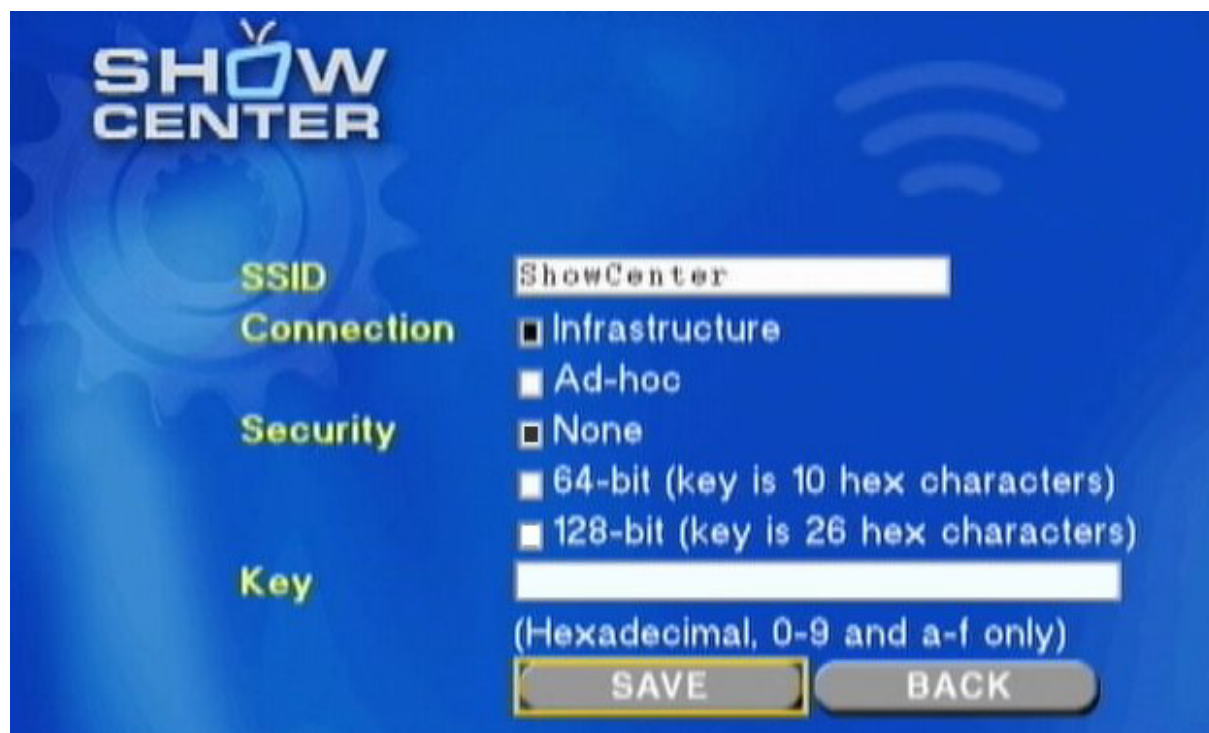 SHOW
CENTER
SSID ShowCenter
Connection Infrastructure
Ad-hoc
Security None
64-bit (key is 10 hex characters)
128-bit (key is 26 hex characters)
Key
(Hexadecimal, 0-9 and a-f only)
SAVE BACK